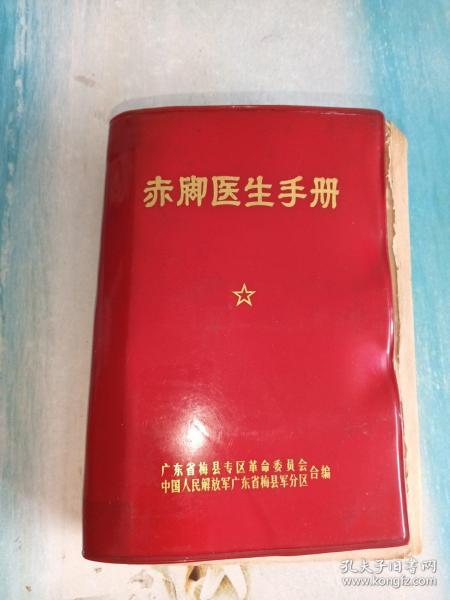 赤脚医生手册
广东省梅县专区革命委员会
中国人民解放军广东省梅县军分区
合编
孔夫子旧书网
www.kongfz.com